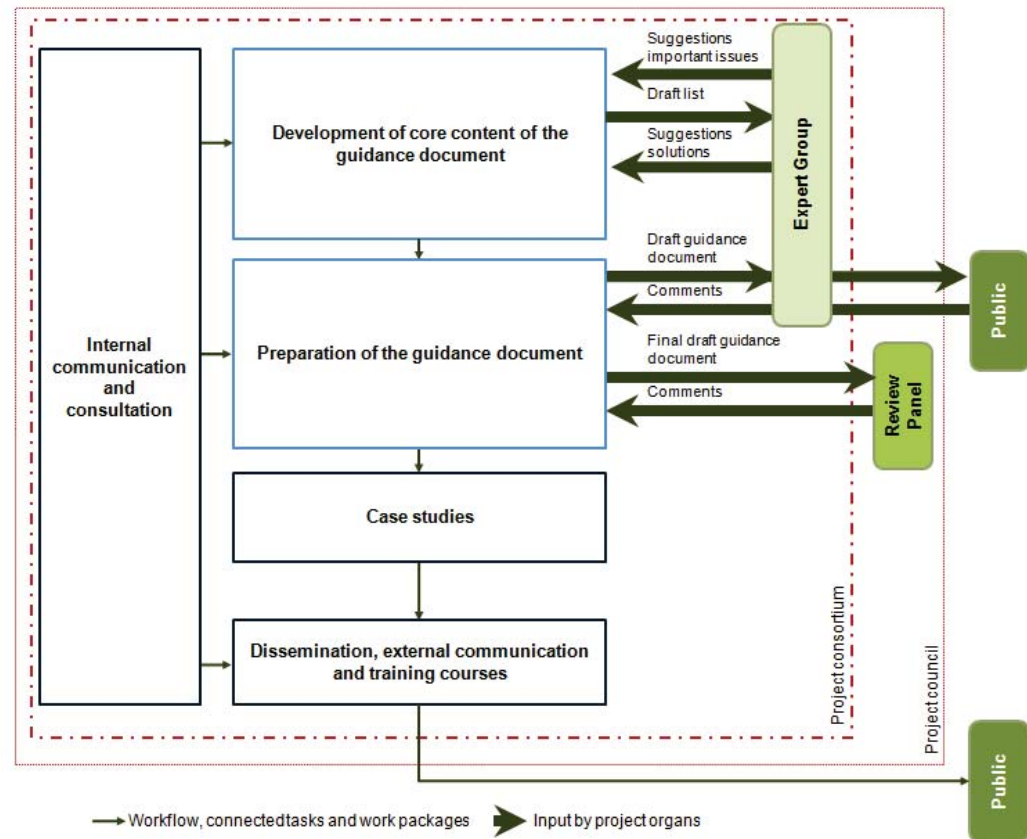 Suggestions
important issues
Draft list
Suggestions
solutions
Development of core content of the
guidance document
Expert Group
Draft guidance
document
Comments
Public
Internal
communication
and
consultation
Preparation of the guidance document
Final draft guidance
document
Comments
Review
Panel
Case studies
Dissemination, external communication
and training courses
Project consortium
Project council
Public
Workflow, connected tasks and work packages
Input by project organs